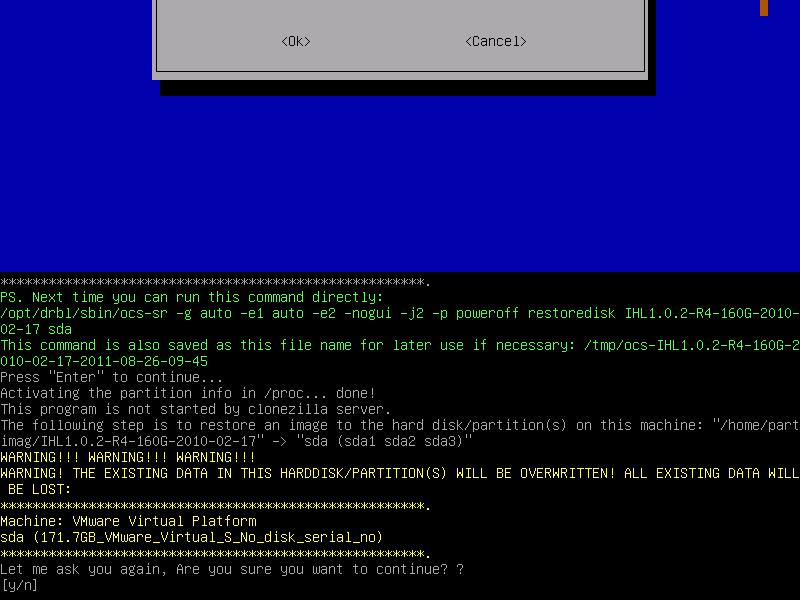 <Ok> <Cancel>
*****************************************************.
PS. Next time you can run this command directly:
/opt/drbl/sbin/ocs-sr -g auto -e1 auto -e2 -nogui -j2 -p poweroff restoredisk IHL1.0.2-R4-160G-2010-
02-17 sda
This command is also saved as this file name for later use if necessary: /tmp/ocs-IHL1.0.2-R4-160G-2
010-02-17-2011-08-26-09-45
Press "Enter" to continue...
Activating the partition info in /proc... done!
This program is not started by clonezilla server.
The following step is to restore an image to the hard disk/partition(s) on this machine: "/home/part
imag/IHL1.0.2-R4-160G-2010-02-17" -> "sda (sda1 sda2 sda3)"
WARNING!!! WARNING!!! WARNING!!!
WARNING! THE EXISTING DATA IN THIS HARDDISK/PARTITION(S) WILL BE OVERWRITTEN! ALL EXISTING DATA WILL
BE LOST:
*****************************************************.
Machine: VMware Virtual Platform
sda (171.7GB_VMware_Virtual_S_No_disk_serial_no)
*****************************************************.
Let me ask you again, Are you sure you want to continue? ?
[y/n]